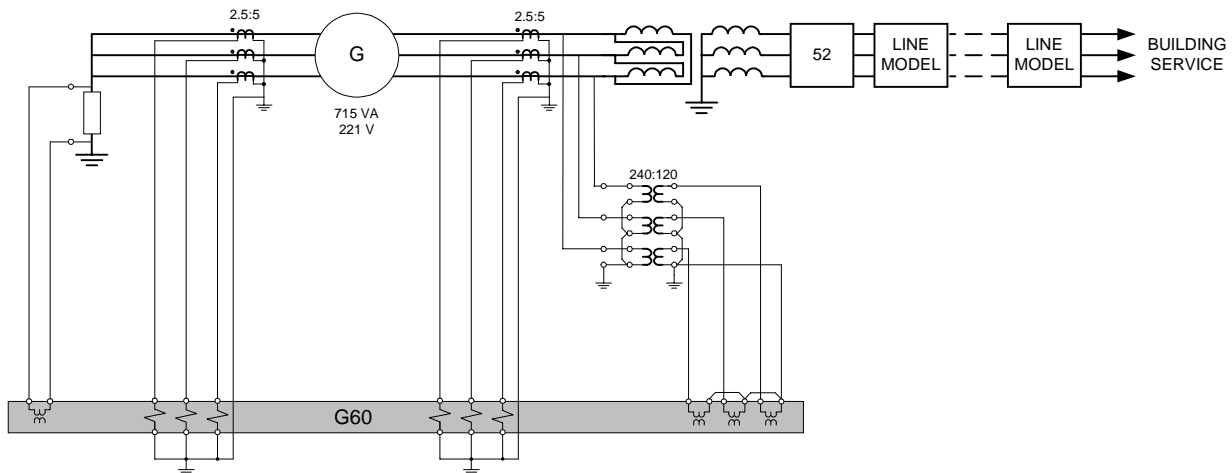 2.5:5
2.5:5
G
715 VA
221 V
52
LINE
MODEL
LINE
MODEL
BUILDING
SERVICE
240:120
G60